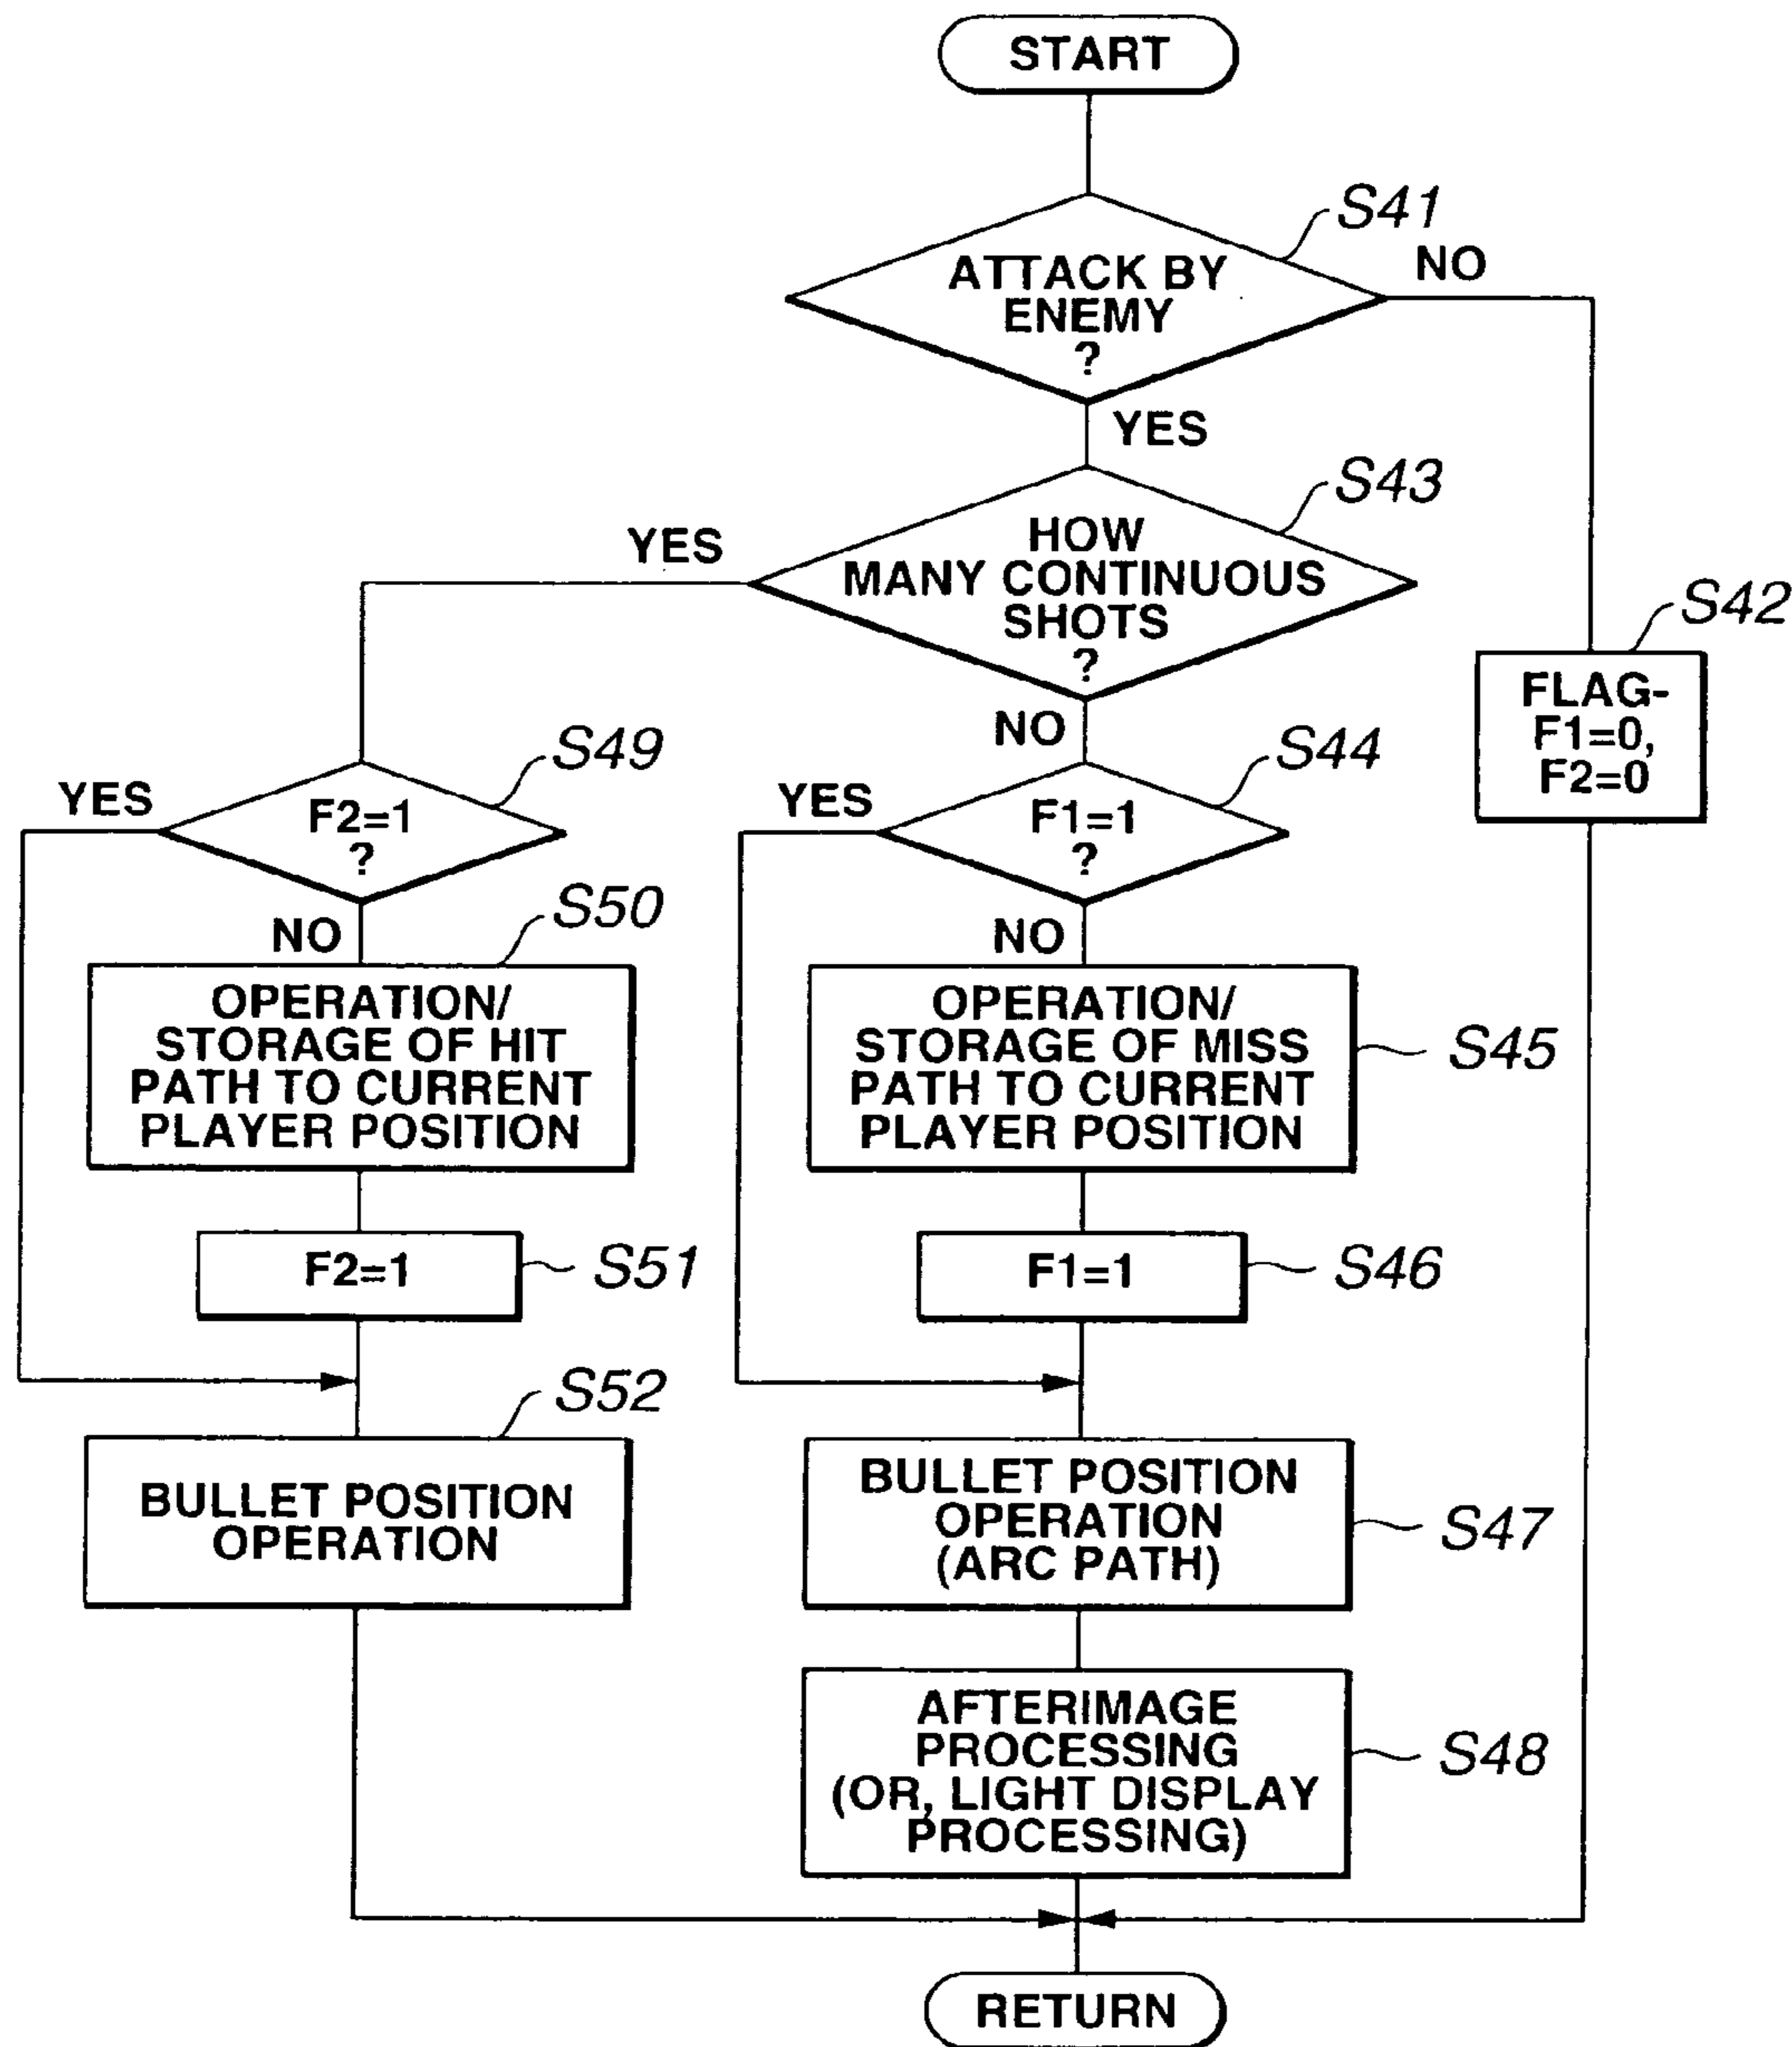 START
S41
ATTACK BY
ENEMY
?
NO
YES
S43
HOW
MANY CONTINUOUS
SHOTS
?
YES
NO
S42
FLAG-
F1=0,
F2=0
S49
F2=1
?
YES
NO
S44
F1=1
?
YES
NO
S50
OPERATION/
STORAGE OF HIT
PATH TO CURRENT
PLAYER POSITION
OPERATION/
STORAGE OF MISS
PATH TO CURRENT
PLAYER POSITION
S45
F2=1
S51
F1=1
S46
S52
BULLET POSITION
OPERATION
BULLET POSITION
OPERATION
(ARC PATH)
S47
AFTERIMAGE
PROCESSING
(OR, LIGHT DISPLAY
PROCESSING)
S48
RETURN